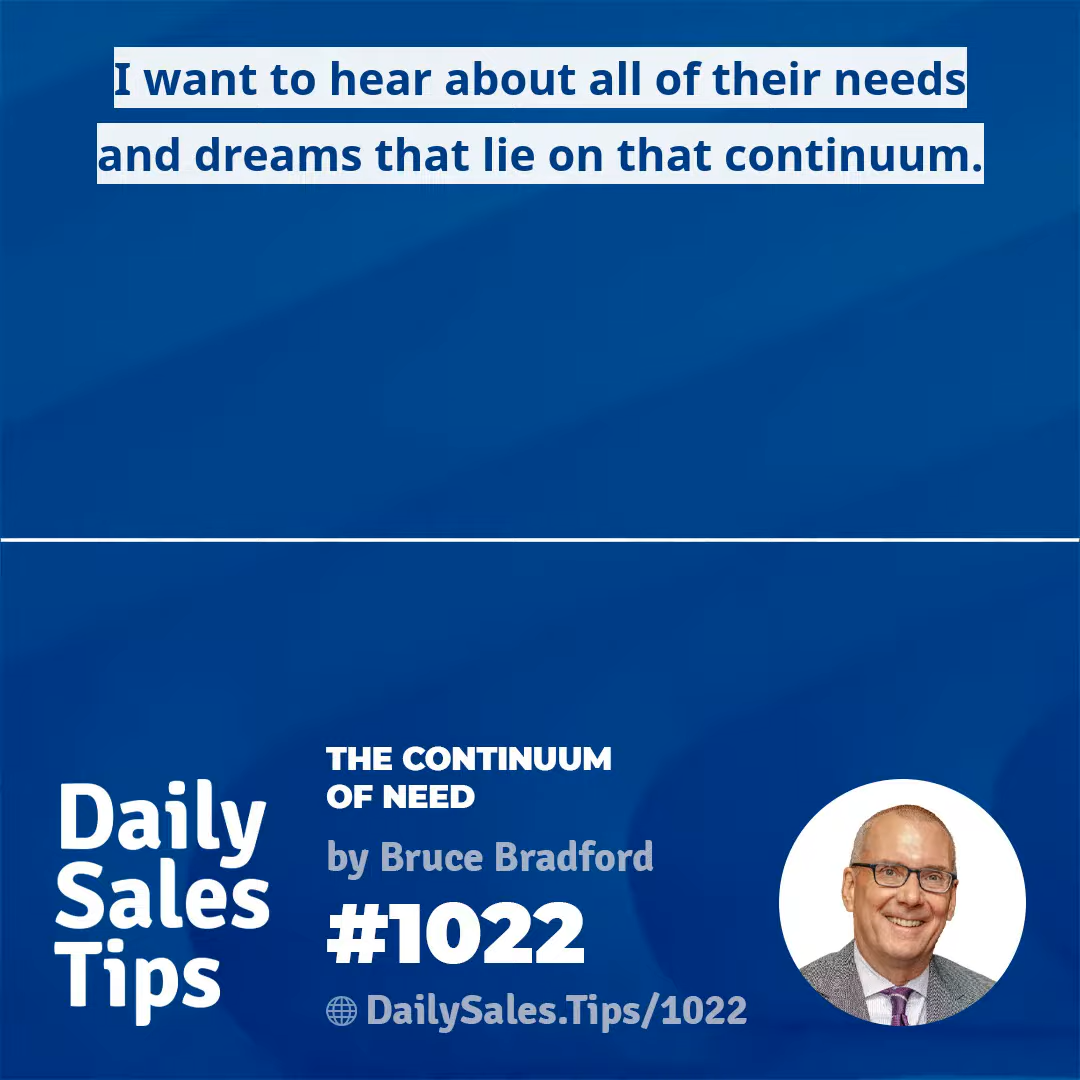 I want to hear about all of their needs
and dreams that lie on that continuum.
THE CONTINUUM
OF NEED
by Bruce Bradford
#1022
DailySales.Tips/1022
Daily
Sales
Tips